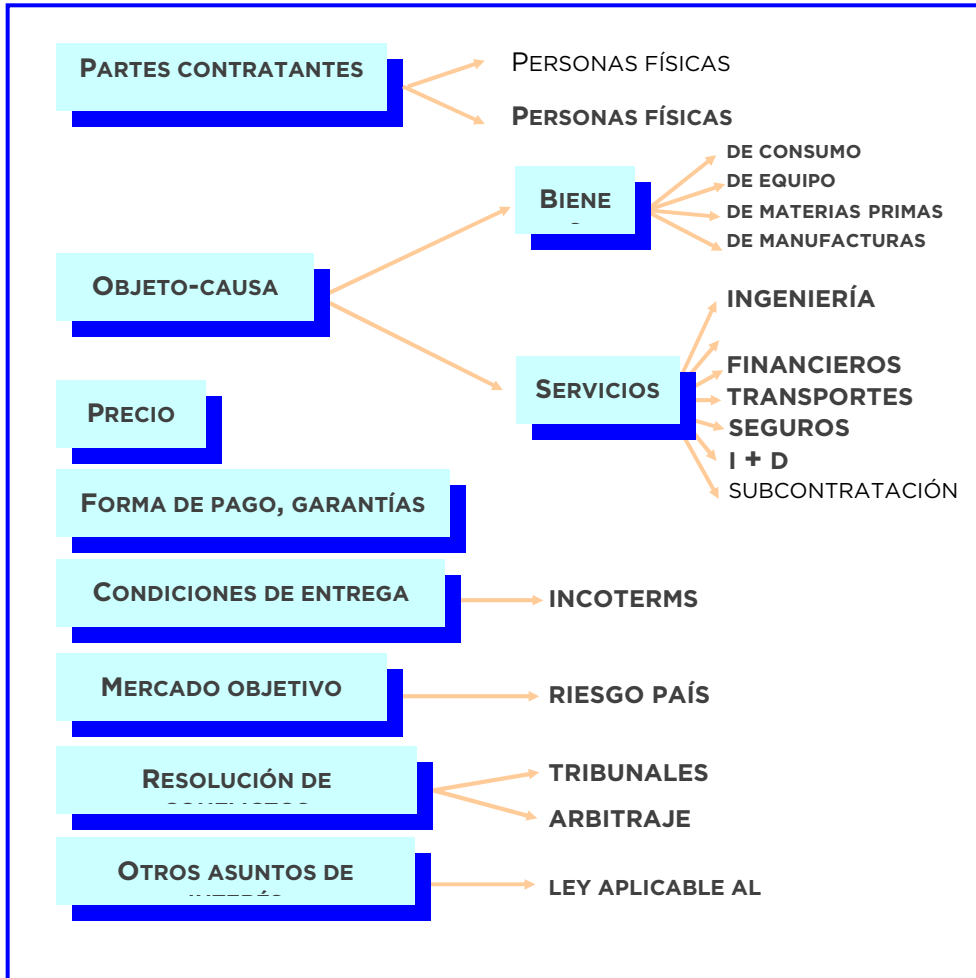 PARTES CONTRATANTES
PERSONAS FÍSICAS
PERSONAS FÍSICAS
BIENE
DE CONSUMO
DE EQUIPO
DE MATERIAS PRIMAS
DE MANUFACTURAS
OBJETO-CAUSA
INGENIERÍA
SERVICIOS
FINANCIEROS
TRANSPORTES
SEGUROS
I + D
SUBCONTRATACIÓN
PRECIO
FORMA DE PAGO, GARANTÍAS
CONDICIONES DE ENTREGA
INCOTERMS
MERCADO OBJETIVO
RIESGO PAÍS
RESOLUCIÓN DE
TRIBUNALES
ARBITRAJE
OTROS ASUNTOS DE
LEY APLICABLE AL